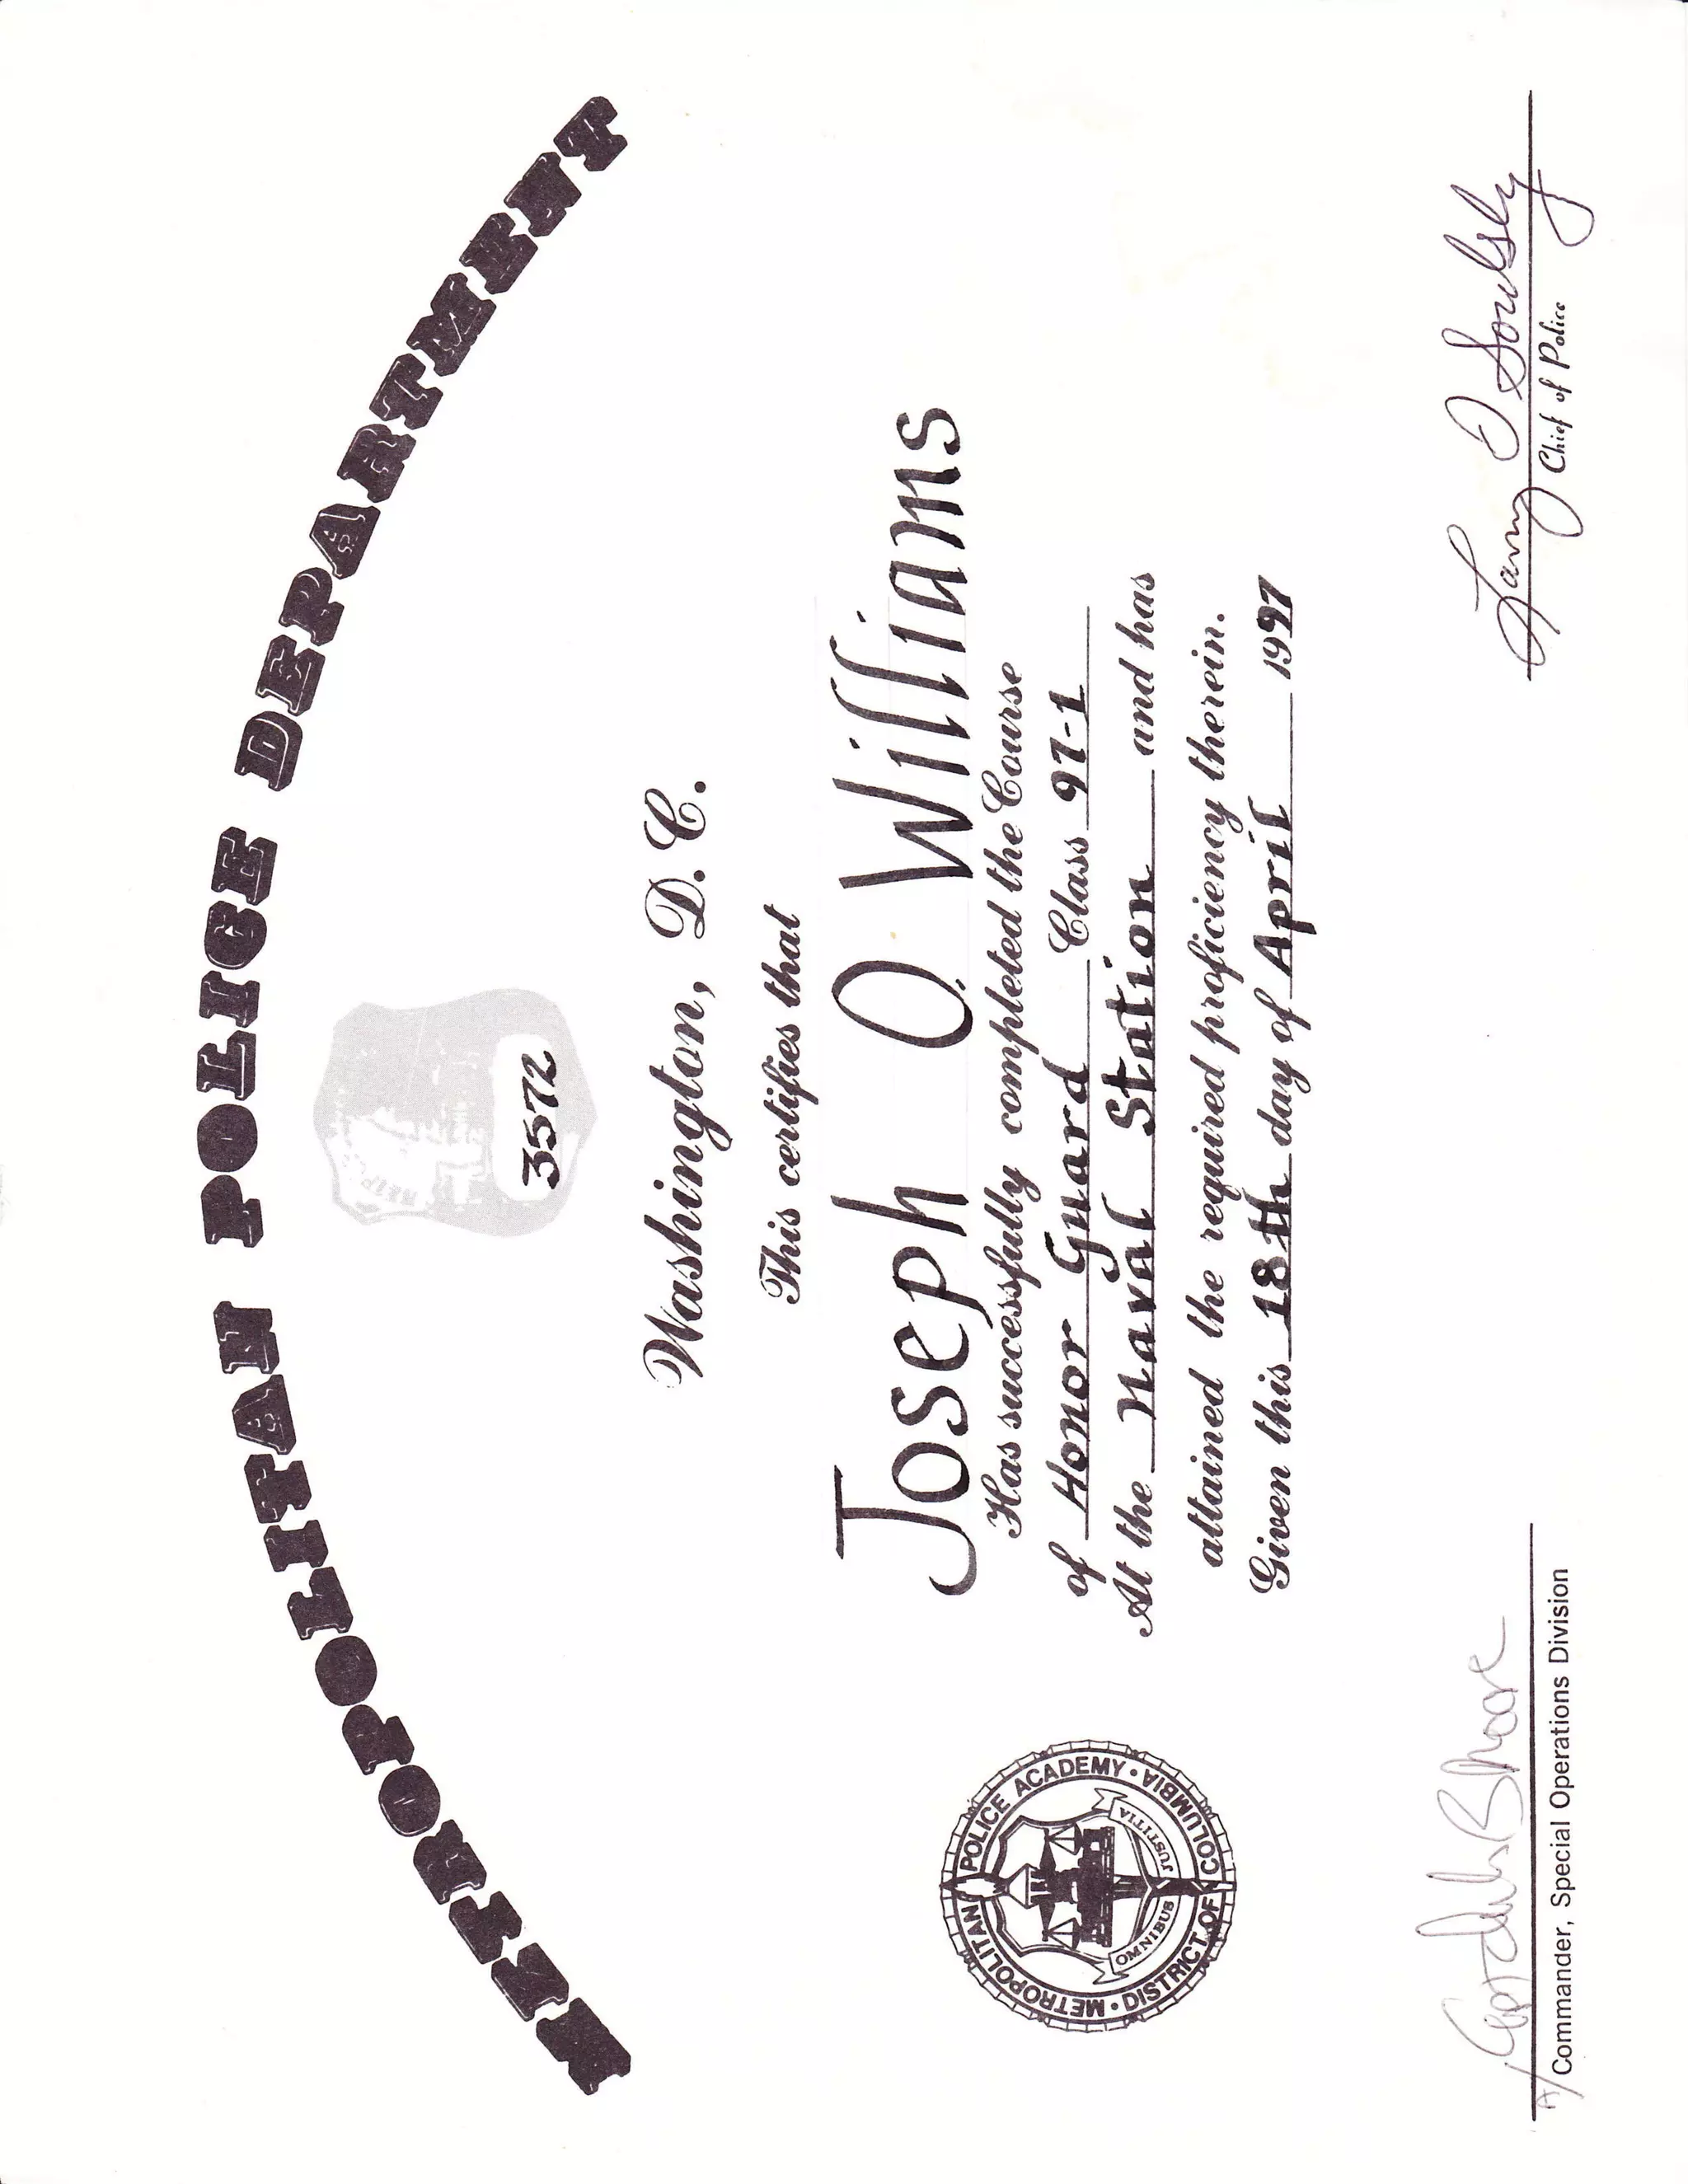 METROPOLITAN POLICE DEPARTMENT
3572
Washington, D.C.
This certifies that
Joseph O. Williams
Has successfully completed the Course
of Honor Guard Class 97-1
At the Naval Station and has
attained the required proficiency therein.
Given this 18th day of April 1997
METROPOLITAN POLICE ACADEMY • DISTRICT OF COLUMBIA •
JUSTITIA OMNIBUS
A/
Commander, Special Operations Division
Larry D Soulsby
Chief of Police